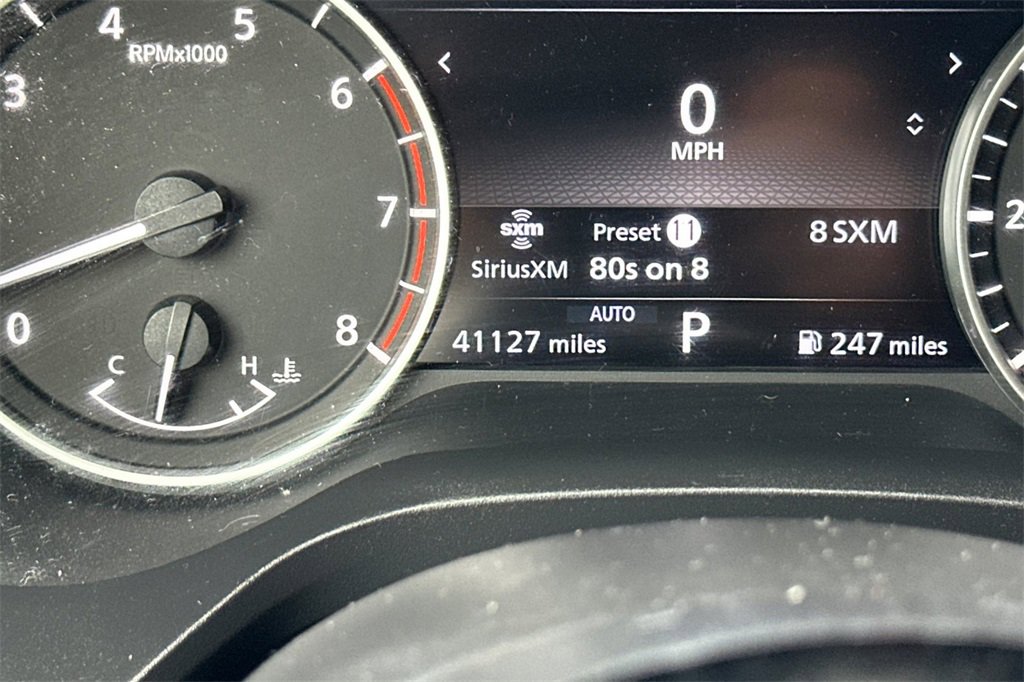 4 5
RPMx1000
3 6
7
0 8
C H
0
MPH
sxm
SiriusXM
Preset 11
80s on 8
8 SXM
AUTO
41127 miles
P
247 miles
2